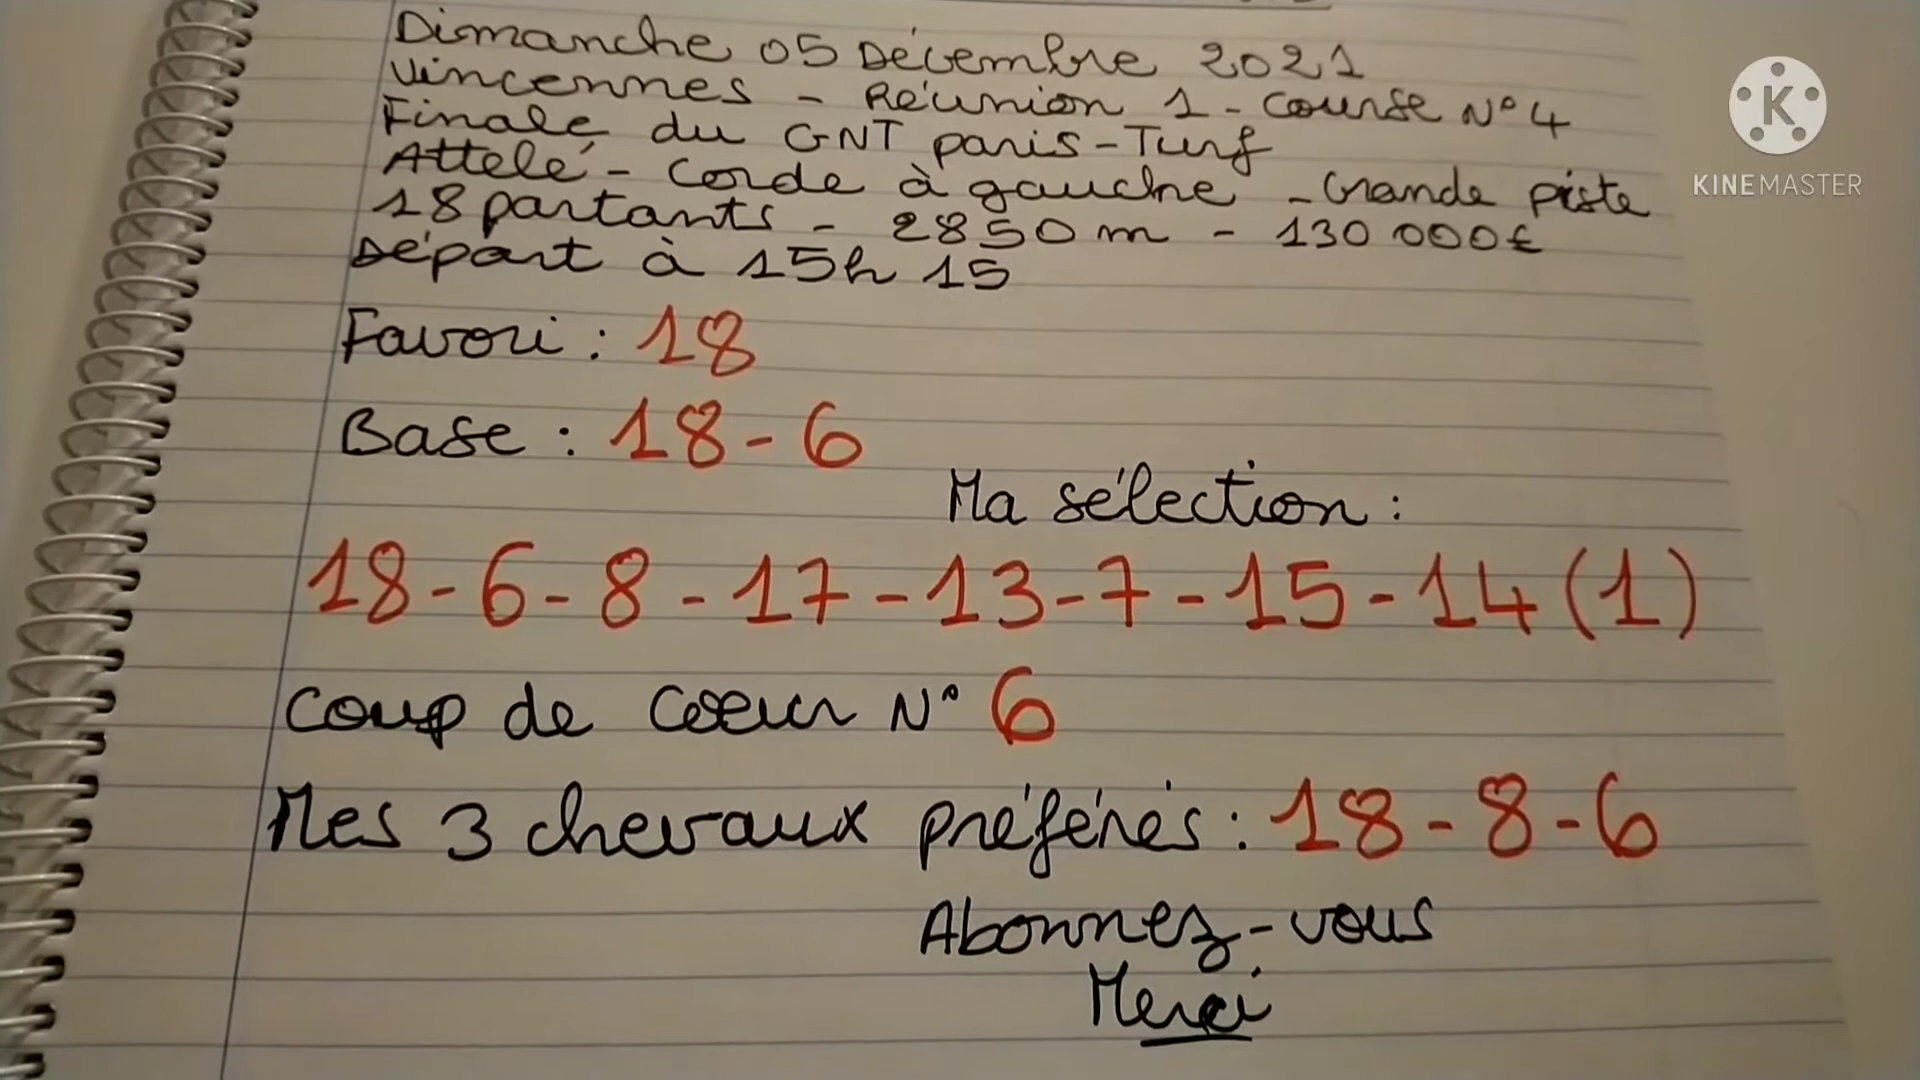 Dimanche 05 Décembre 2021
Vincennes - Réunion 1 - Course N° 4
Finale du GNT paris-Turf
Attelé - Corde à gauche - Grande piste
18 partants - 2850 m - 130 000€
Départ à 15h 15
Favori : 18
Base : 18 - 6
Ma sélection :
18 - 6 - 8 - 17 - 13 - 7 - 15 - 14 (1)
Coup de Coeur N° 6
Mes 3 chevaux préférés : 18 - 8 - 6
Abonnez-vous
Merci
K
KINEMASTER